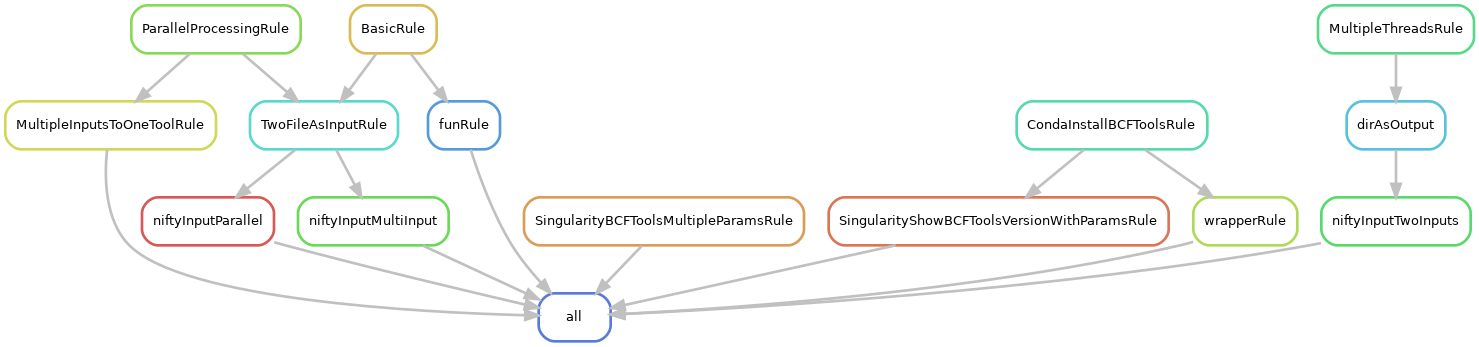 ParallelProcessingRule
BasicRule
MultipleThreadsRule
MultipleInputsToOneToolRule
TwoFileAsInputRule
funRule
CondaInstallBCFToolsRule
dirAsOutput
niftyInputParallel
niftyInputMultiInput
SingularityBCFToolsMultipleParamsRule
SingularityShowBCFToolsVersionWithParamsRule
wrapperRule
niftyInputTwoInputs
all